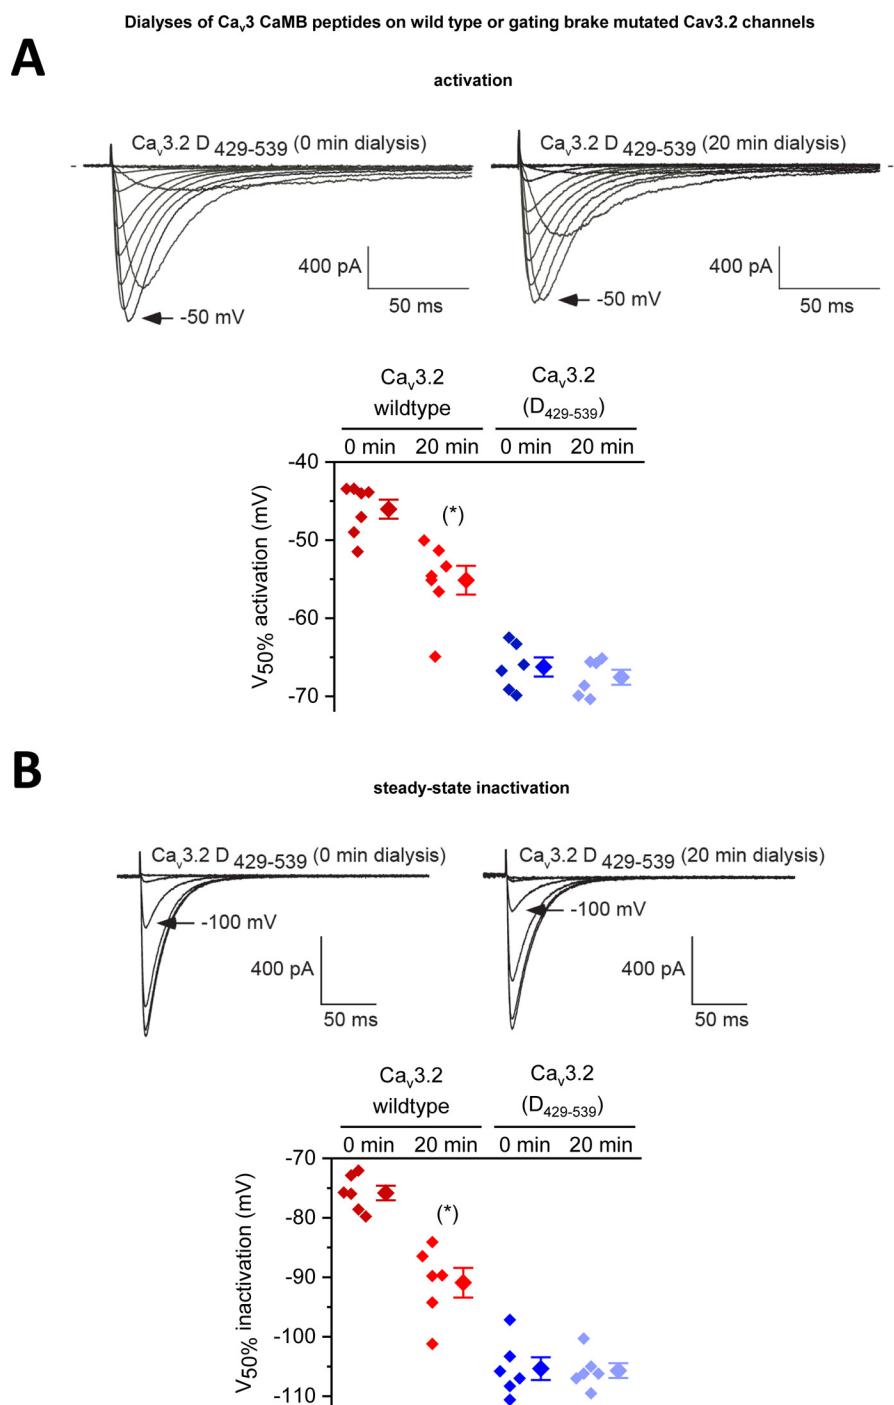 Dialyses of Cav3 CaMB peptides on wild type or gating brake mutated Cav3.2 channels
A
activation
Cav3.2 D 429-539 (0 min dialysis)
Cav3.2 D 429-539 (20 min dialysis)
400 pA
50 ms
-50 mV
400 pA
50 ms
-50 mV
Cav3.2
wildtype
Cav3.2
(D429-539)
0 min
20 min
0 min
20 min
V50% activation (mV)
-40
-50
-60
-70
(*)
B
steady-state inactivation
Cav3.2 D 429-539 (0 min dialysis)
Cav3.2 D 429-539 (20 min dialysis)
-100 mV
400 pA
50 ms
-100 mV
400 pA
50 ms
Cav3.2
wildtype
Cav3.2
(D429-539)
0 min
20 min
0 min
20 min
V50% inactivation (mV)
-70
-80
-90
-100
-110
(*)